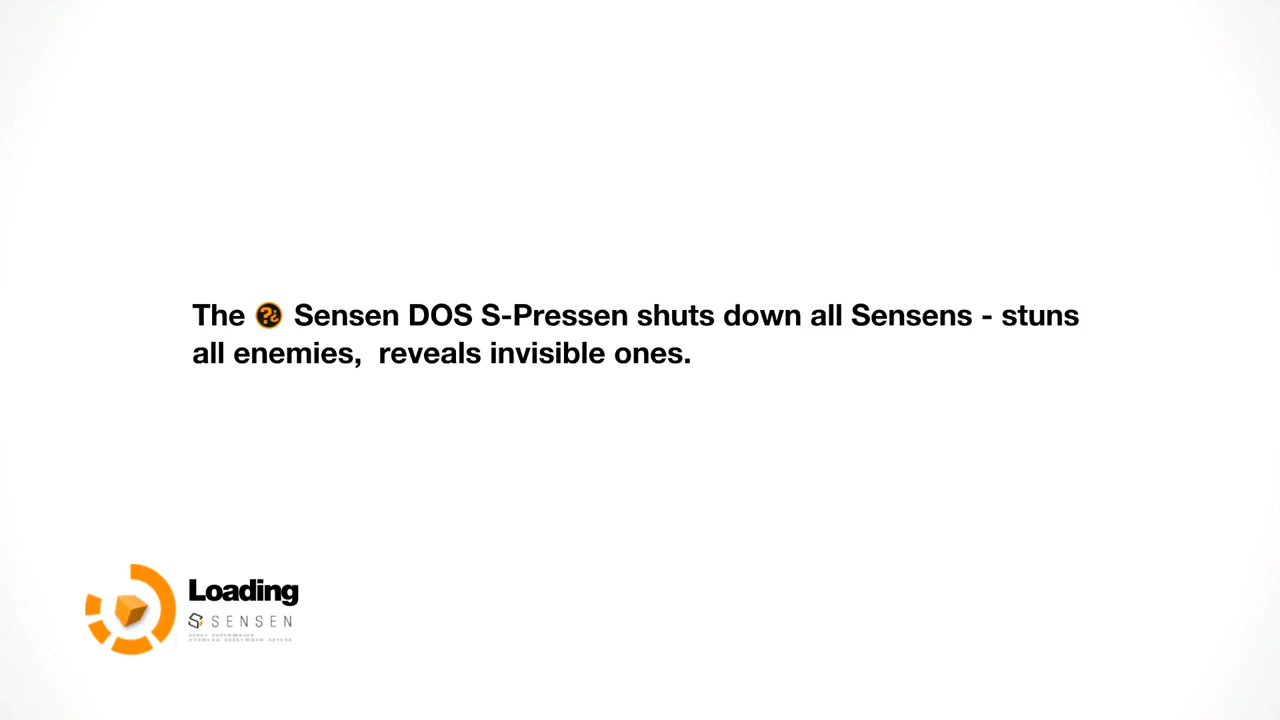 The Sensen DOS S-Pressen shuts down all Sensens - stuns
all enemies,  reveals invisible ones.
Loading
SENSEN